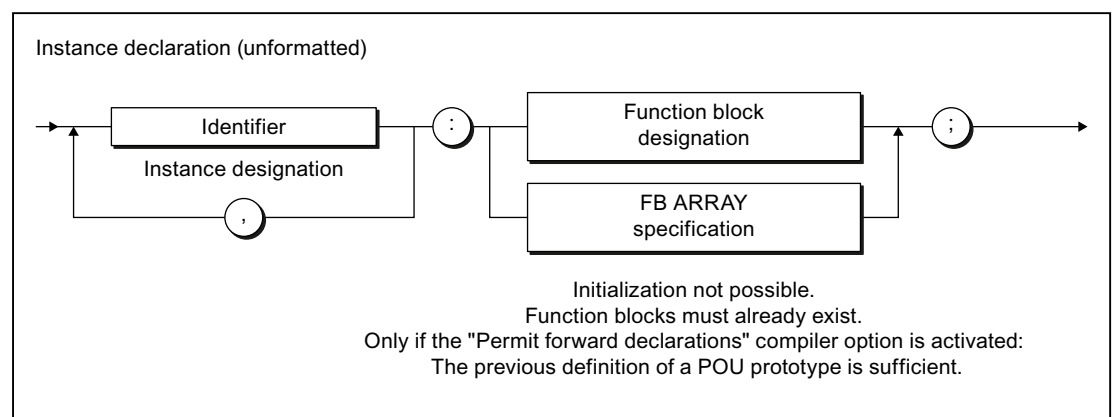 Instance declaration (unformatted)
Identifier
:
Function block
designation
;
Instance designation
,
FB ARRAY
specification
Initialization not possible.
Function blocks must already exist.
Only if the "Permit forward declarations" compiler option is activated:
The previous definition of a POU prototype is sufficient.